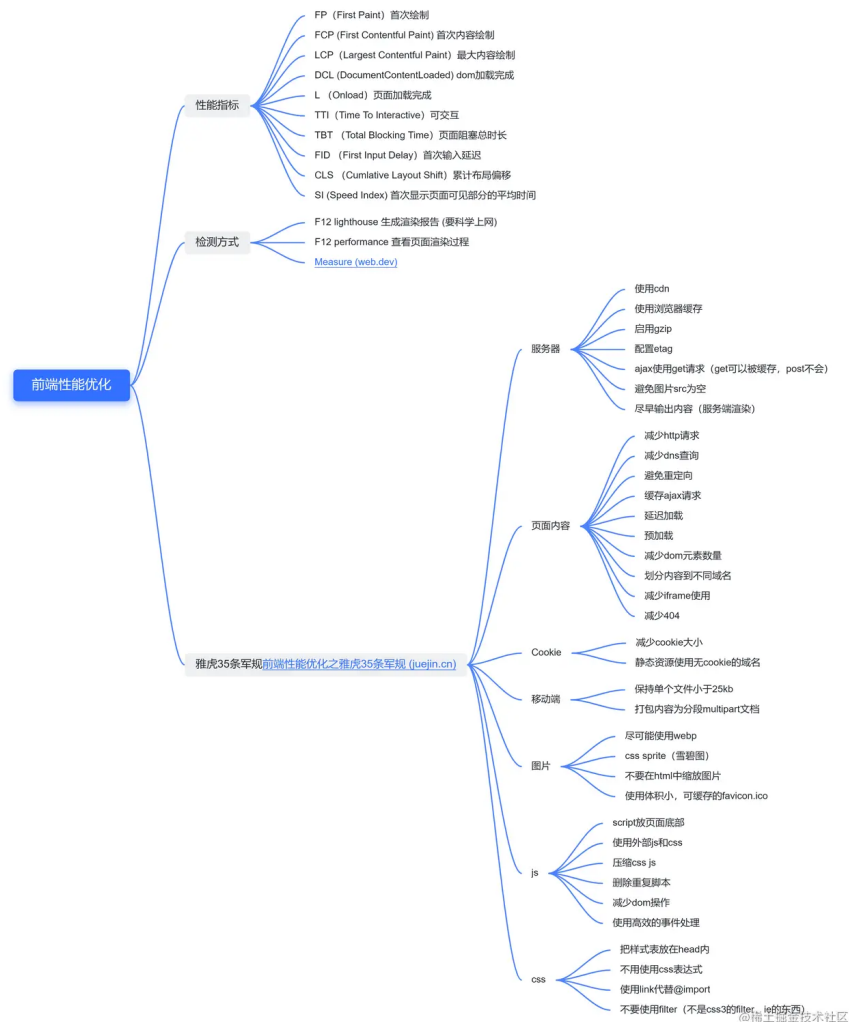 前端性能优化
性能指标
FP（First Paint）首次绘制
FCP (First Contentful Paint) 首次内容绘制
LCP（Largest Contentful Paint）最大内容绘制
DCL (DocumentContentLoaded) dom加载完成
L （Onload）页面加载完成
TTI（Time To Interactive）可交互
TBT （Total Blocking Time）页面阻塞总时长
FID （First Input Delay）首次输入延迟
CLS （Cumlative Layout Shift）累计布局偏移
SI (Speed Index) 首次显示页面可见部分的平均时间
检测方式
F12 lighthouse 生成渲染报告 (要科学上网)
F12 performance 查看页面渲染过程
Measure (web.dev)
雅虎35条军规前端性能优化之雅虎35条军规 (juejin.cn)
服务器
使用cdn
使用浏览器缓存
启用gzip
配置etag
ajax使用get请求（get可以被缓存，post不会）
避免图片src为空
尽早输出内容（服务端渲染）
页面内容
减少http请求
减少dns查询
避免重定向
缓存ajax请求
延迟加载
预加载
减少dom元素数量
划分内容到不同域名
减少iframe使用
减少404
Cookie
减少cookie大小
静态资源使用无cookie的域名
移动端
保持单个文件小于25kb
打包内容为分段multipart文档
图片
尽可能使用webp
css sprite（雪碧图）
不要在html中缩放图片
使用体积小，可缓存的favicon.ico
js
script放页面底部
使用外部js和css
压缩css js
删除重复脚本
减少dom操作
使用高效的事件处理
css
把样式表放在head内
不用使用css表达式
使用link代替@import
不要使用filter（不是css3的filter，ie的东西）
@稀土掘金技术社区